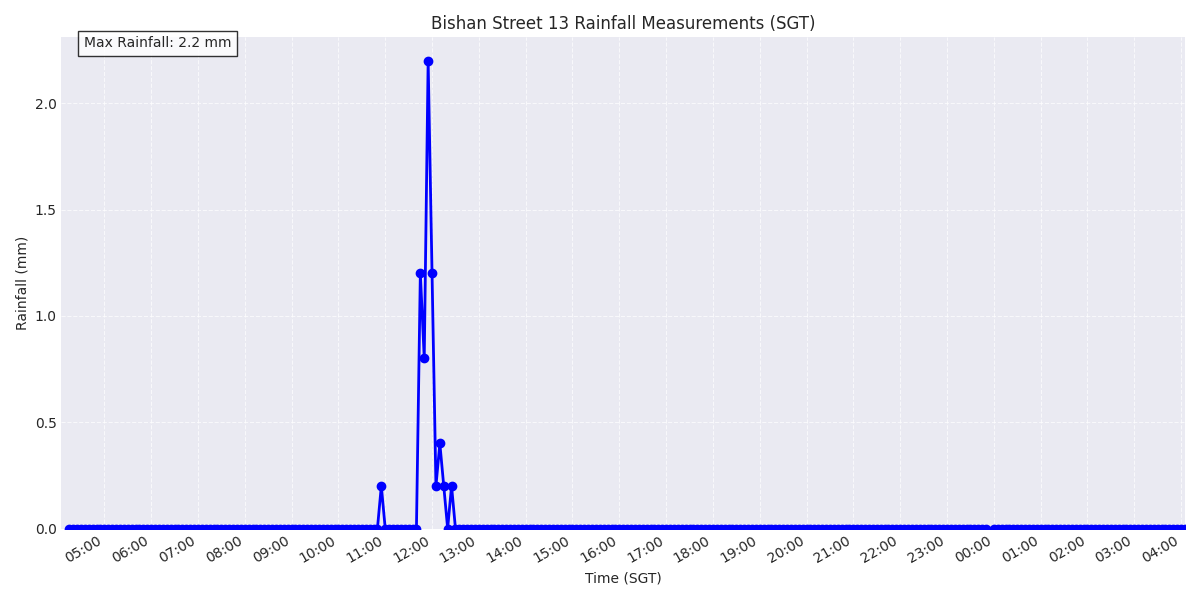 Bishan Street 13 Rainfall Measurements (SGT)
Max Rainfall: 2.2 mm
Rainfall (mm)
2.0
1.5
1.0
0.5
0.0
05:00 06:00 07:00 08:00 09:00 10:00 11:00 12:00 13:00 14:00 15:00 16:00 17:00 18:00 19:00 20:00 21:00 22:00 23:00 00:00 01:00 02:00 03:00 04:00
Time (SGT)